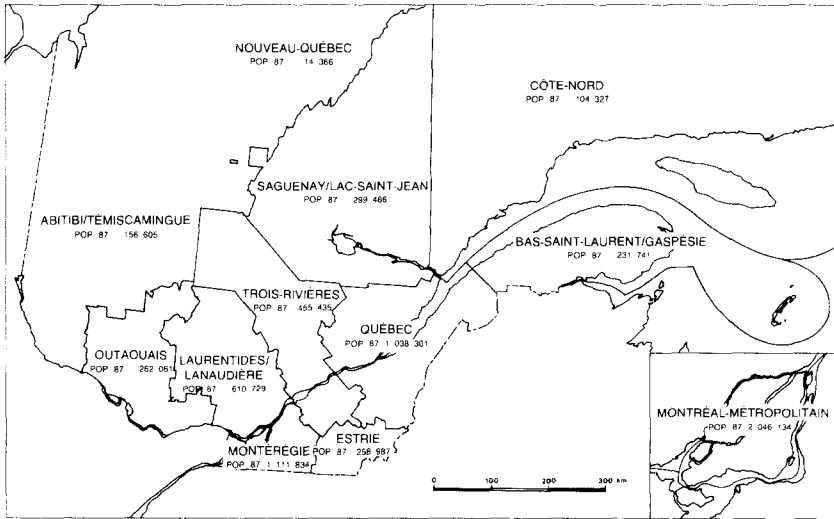 NOUVEAU-QUÉBEC
POP 87 14 366
CÔTE-NORD
POP 87 104 327
SAGUENAY/LAC-SAINT-JEAN
POP 87 299 466
ABITIBI/TÉMISCAMINGUE
POP 87 156 605
BAS-SAINT-LAURENT/GASPÉSIE
POP 87 231 741
TROIS-RIVIÈRES
POP 87 465 435
QUÉBEC
POP 87 1 038 301
OUTAOUAIS
POP 87 262 061
LAURENTIDES/
LANAUDIÈRE
POP 87 610 729
MONTÉRÉGIE
POP 87 1 111 834
ESTRIE
POP 87 258 987
MONTRÉAL-MÉTROPOLITAIN
POP 87 2 046 134
0 100 200 300 km